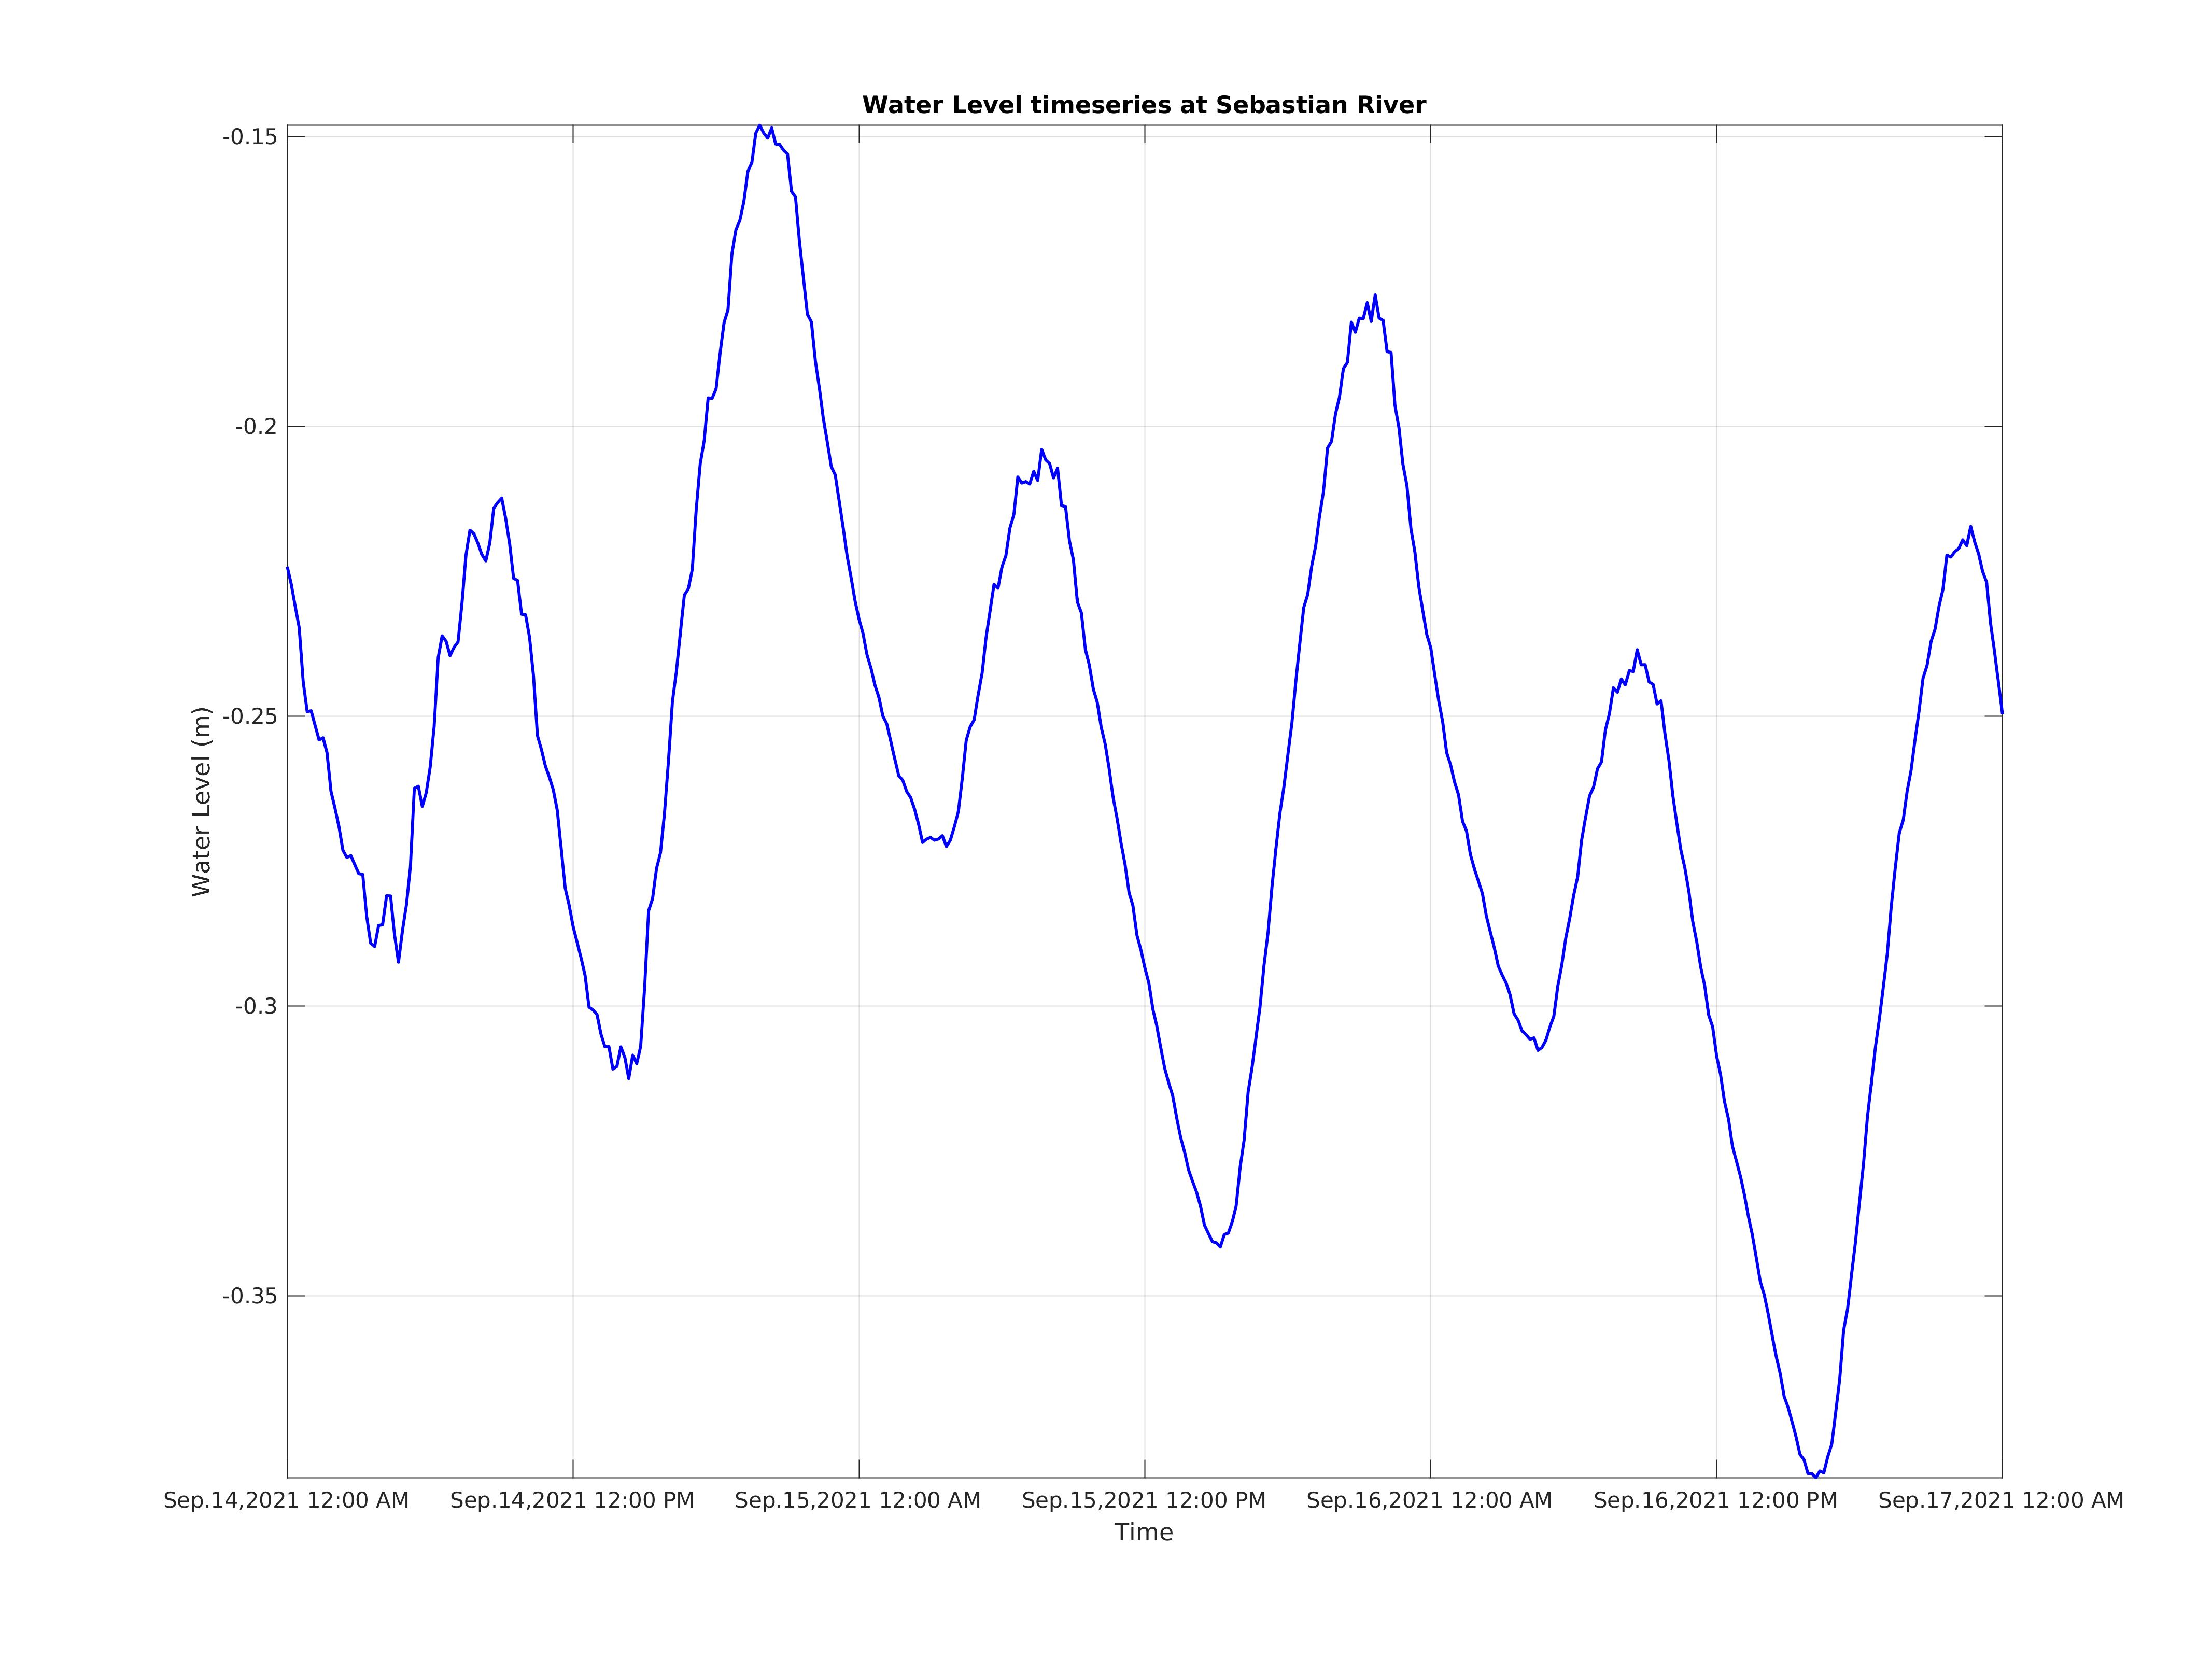 Water Level timeseries at Sebastian River
-0.15
-0.2
-0.25
-0.3
-0.35
Water Level (m)
Sep.14,2021 12:00 AM
Sep.14,2021 12:00 PM
Sep.15,2021 12:00 AM
Sep.15,2021 12:00 PM
Sep.16,2021 12:00 AM
Sep.16,2021 12:00 PM
Sep.17,2021 12:00 AM
Time